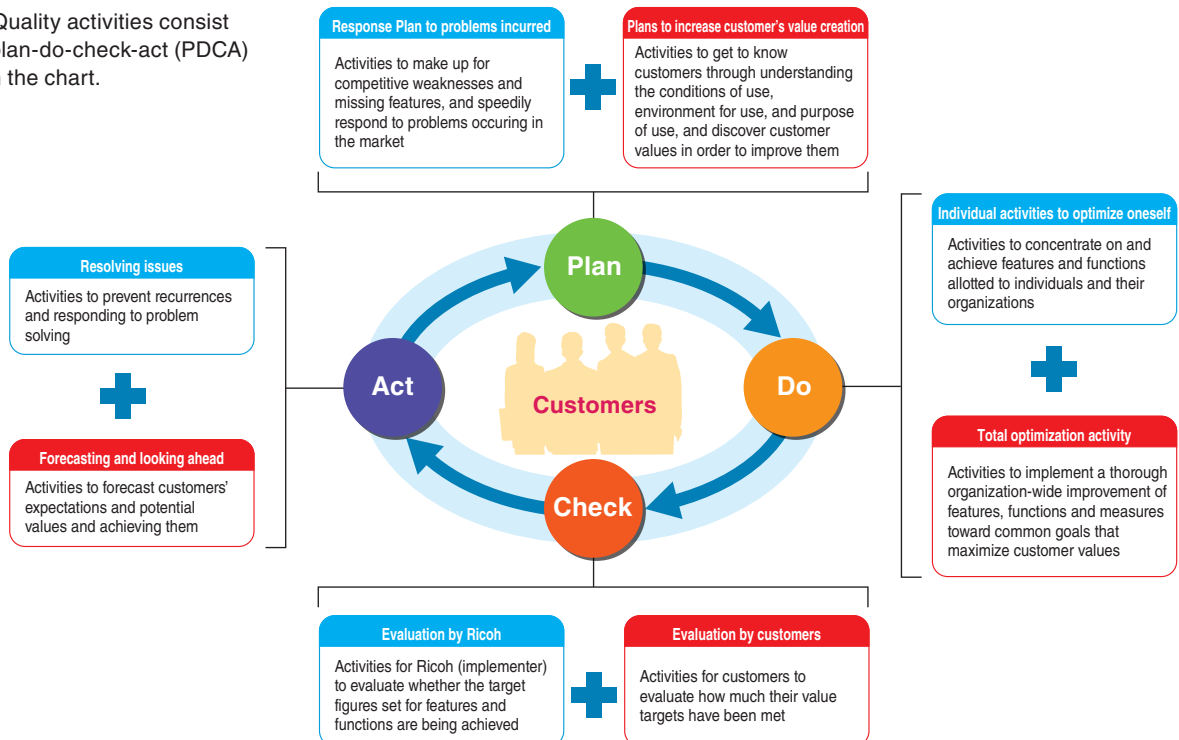 Quality activities consist
plan-do-check-act (PDCA)
the chart.
Response Plan to problems incurred
Activities to make up for
competitive weaknesses and
missing features, and speedily
respond to problems occuring in
the market
Plans to increase customer's value creation
Activities to get to know
customers through understanding
the conditions of use,
environment for use, and purpose
of use, and discover customer
values in order to improve them
Individual activities to optimize oneself
Activities to concentrate on and
achieve features and functions
allotted to individuals and their
organizations
Total optimization activity
Activities to implement a thorough
organization-wide improvement of
features, functions and measures
toward common goals that
maximize customer values
Resolving issues
Activities to prevent recurrences
and responding to problem
solving
Forecasting and looking ahead
Activities to forecast customers'
expectations and potential
values and achieving them
Plan
Act
Customers
Do
Check
Evaluation by Ricoh
Activities for Ricoh (implementer)
to evaluate whether the target
figures set for features and
functions are being achieved
Evaluation by customers
Activities for customers to
evaluate how much their value
targets have been met